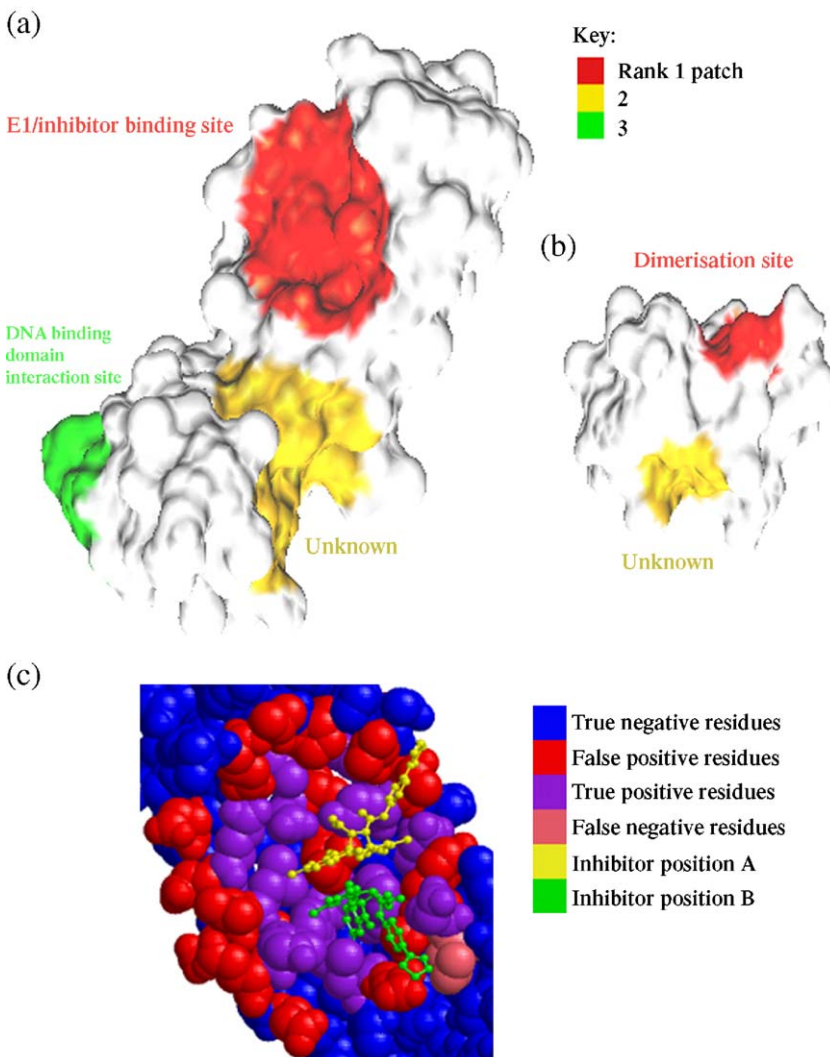 (a)
Key:
Rank 1 patch
2
3
E1/inhibitor binding site
(b)
Dimerisation site
DNA binding
domain
interaction site
Unknown
Unknown
(c)
True negative residues
False positive residues
True positive residues
False negative residues
Inhibitor position A
Inhibitor position B